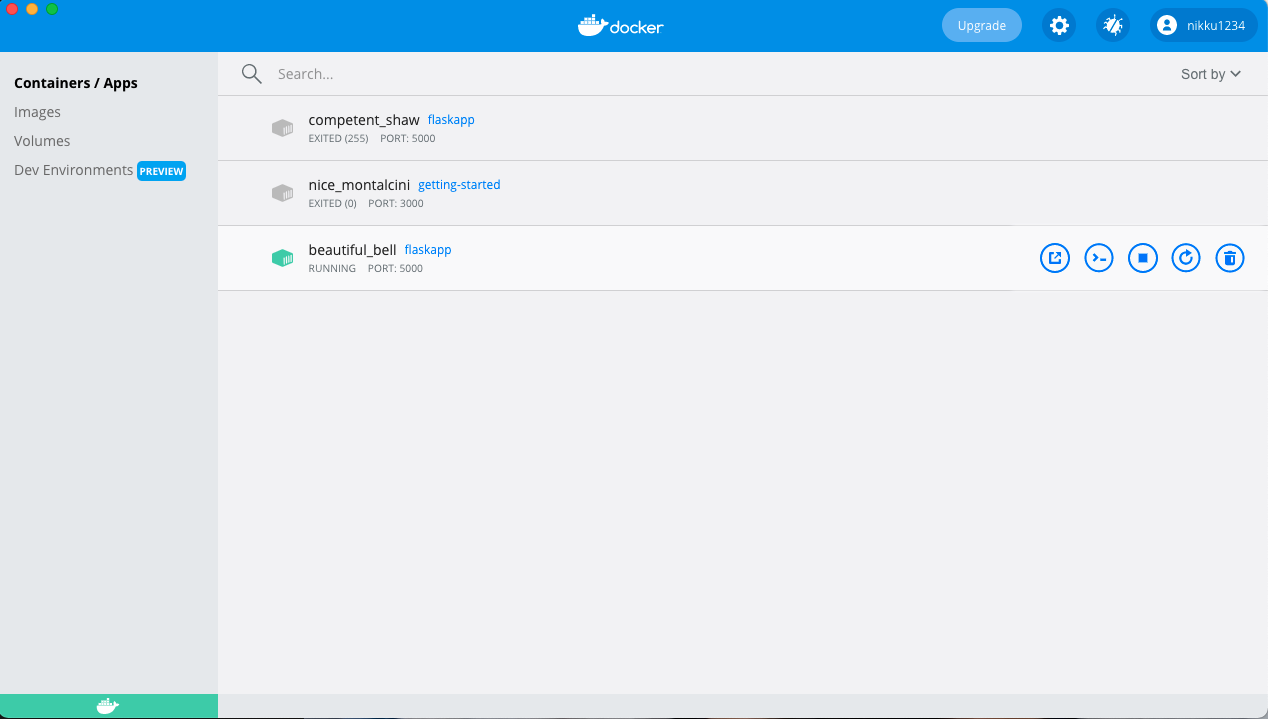 docker
Upgrade
nikku1234
Containers / Apps
Images
Volumes
Dev Environments PREVIEW
Search...
Sort by
competent_shaw flaskapp
EXITED (255) PORT: 5000
nice_montalcini getting-started
EXITED (0) PORT: 3000
beautiful_bell flaskapp
RUNNING PORT: 5000